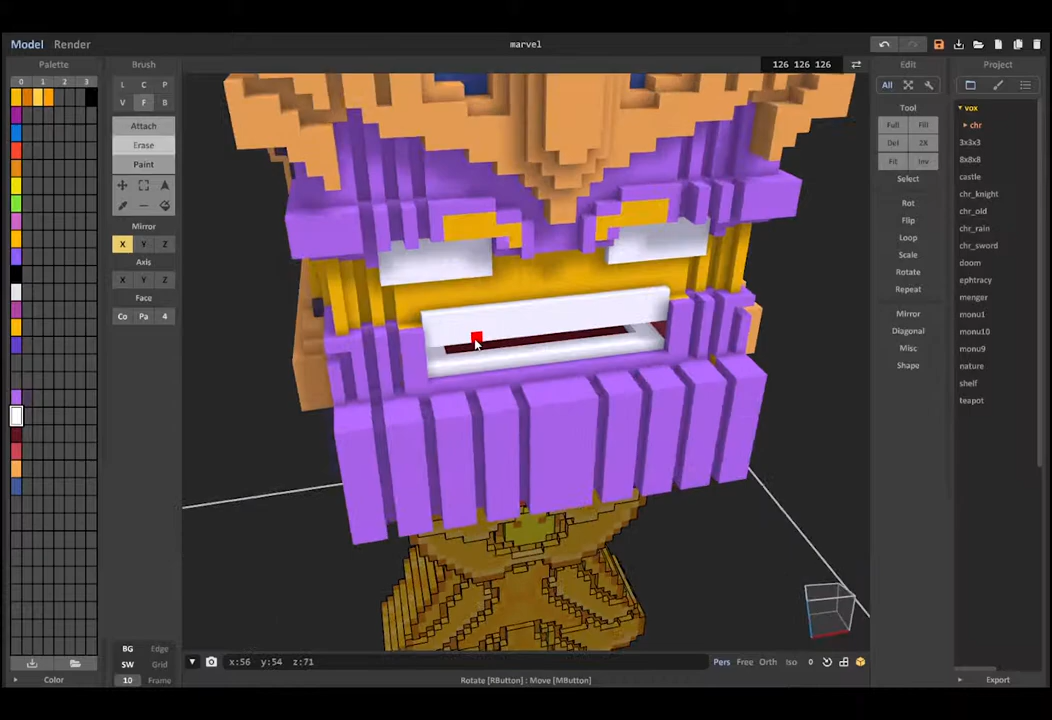 Model Render
marvel
Palette
Brush
126 126 126
Edit
Project
0 1 2 3
L C P
V F B
All
vox
chr
3x3x3
8x8x8
castle
chr_knight
chr_old
chr_rain
chr_sword
doom
ephtracy
menger
monu1
monu10
monu9
nature
shelf
teapot
Attach
Erase
Paint
Mirror
X Y Z
Axis
X Y Z
Face
Co Pa 4
Tool
Full Fill
Del 2X
Fit Inv
Select
Rot
Flip
Loop
Scale
Rotate
Repeat
Mirror
Diagonal
Misc
Shape
BG Edge
SW Grid
10 Frame
Color
x:56 y:54 z:71
Pers Free Orth Iso 0
Export
Rotate [RButton] : Move [MButton]